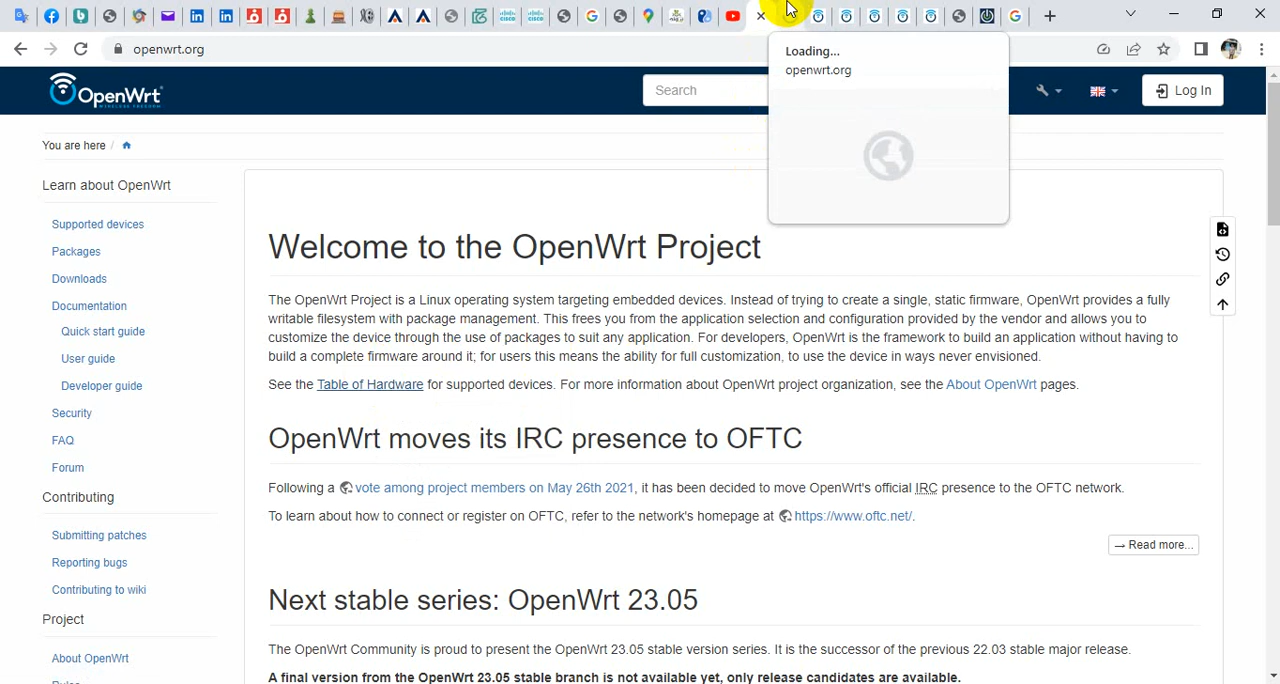 openwrt.org
Loading...
openwrt.org
OpenWrt
WIRELESS FREEDOM
Search
Log In
You are here /
Learn about OpenWrt
Supported devices
Packages
Downloads
Documentation
Quick start guide
User guide
Developer guide
Security
FAQ
Forum
Contributing
Submitting patches
Reporting bugs
Contributing to wiki
Project
About OpenWrt
Rules
Welcome to the OpenWrt Project
The OpenWrt Project is a Linux operating system targeting embedded devices. Instead of trying to create a single, static firmware, OpenWrt provides a fully
writable filesystem with package management. This frees you from the application selection and configuration provided by the vendor and allows you to
customize the device through the use of packages to suit any application. For developers, OpenWrt is the framework to build an application without having to
build a complete firmware around it; for users this means the ability for full customization, to use the device in ways never envisioned.
See the Table of Hardware for supported devices. For more information about OpenWrt project organization, see the About OpenWrt pages.
OpenWrt moves its IRC presence to OFTC
Following a vote among project members on May 26th 2021, it has been decided to move OpenWrt's official IRC presence to the OFTC network.
To learn about how to connect or register on OFTC, refer to the network's homepage at https://www.oftc.net/.
→ Read more...
Next stable series: OpenWrt 23.05
The OpenWrt Community is proud to present the OpenWrt 23.05 stable version series. It is the successor of the previous 22.03 stable major release.
A final version from the OpenWrt 23.05 stable branch is not available yet, only release candidates are available.